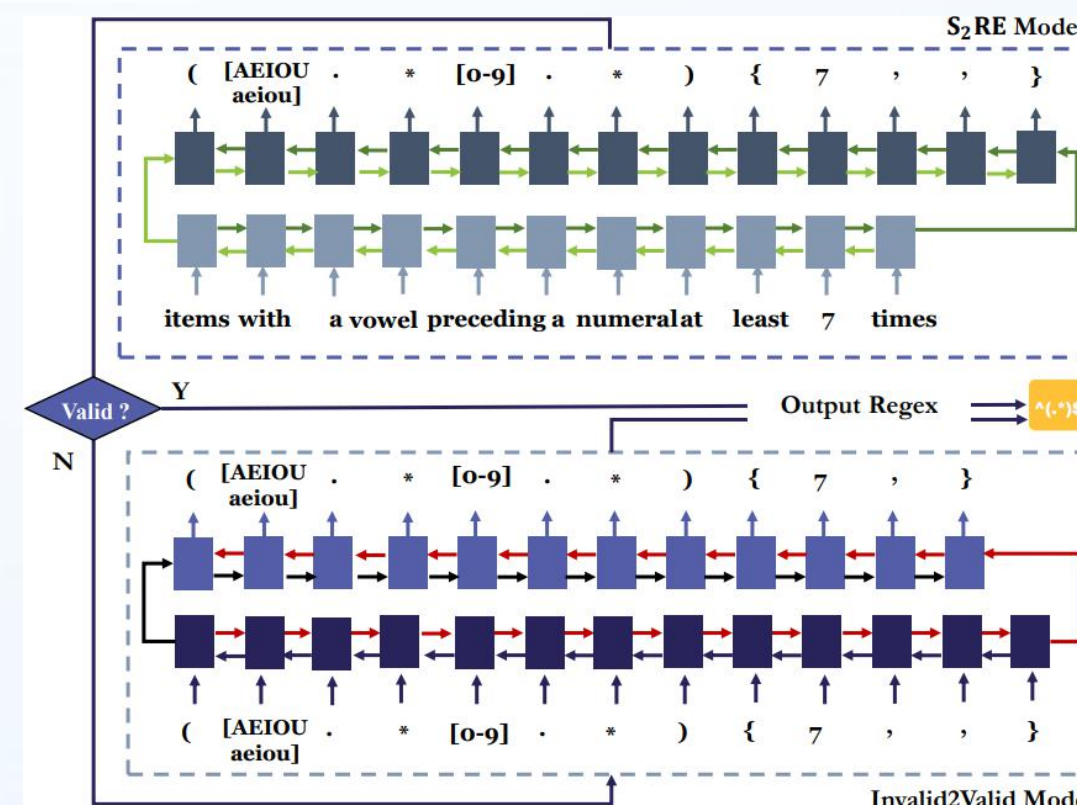 S₂RE Mode
( [AEIOU aeiou] . * [0-9] . * ) { 7 , , }
items with a vowel preceding a numeral at least 7 times
Y
Valid ?
Output Regex
^(.*)$
N
( [AEIOU aeiou] . * [0-9] . * ) { 7 , }
( [AEIOU aeiou] . * [0-9] . * ) { 7 , , }
Invalid2Valid Mode